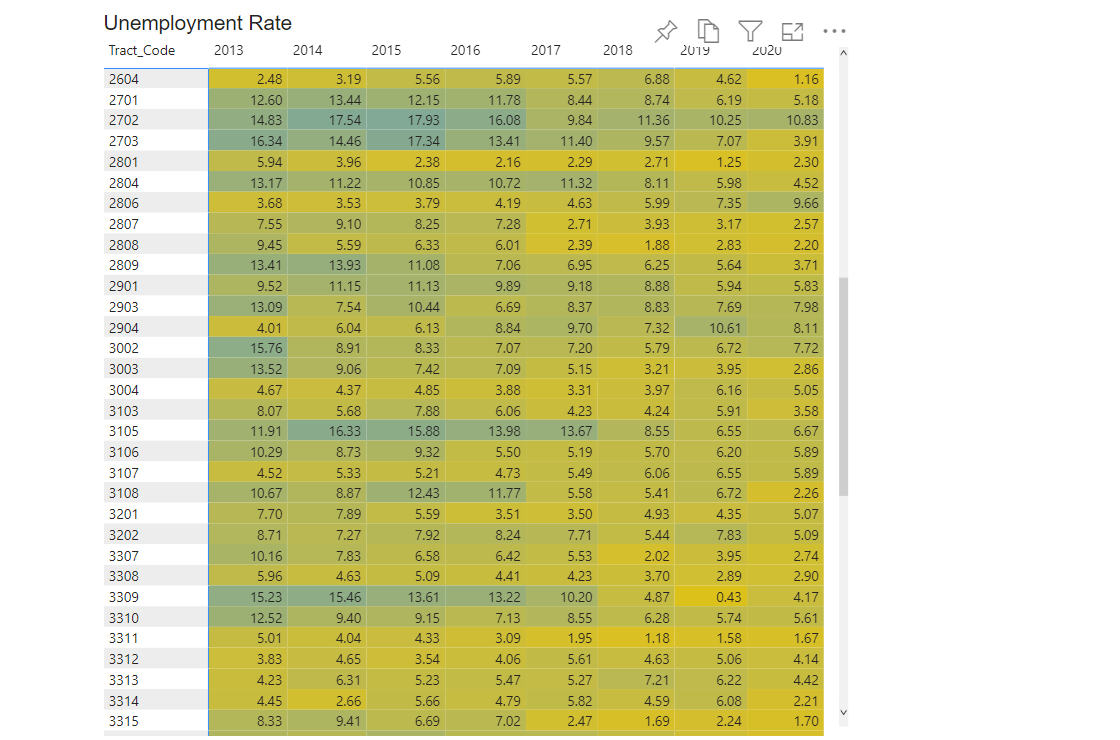 Unemployment Rate
Tract_Code 2013 2014 2015 2016 2017 2018 2019 2020
2604 2.48 3.19 5.56 5.89 5.57 6.88 4.62 1.16
2701 12.60 13.44 12.15 11.78 8.44 8.74 6.19 5.18
2702 14.83 17.54 17.93 16.08 9.84 11.36 10.25 10.83
2703 16.34 14.46 17.34 13.41 11.40 9.57 7.07 3.91
2801 5.94 3.96 2.38 2.16 2.29 2.71 1.25 2.30
2804 13.17 11.22 10.85 10.72 11.32 8.11 5.98 4.52
2806 3.68 3.53 3.79 4.19 4.63 5.99 7.35 9.66
2807 7.55 9.10 8.25 7.28 2.71 3.93 3.17 2.57
2808 9.45 5.59 6.33 6.01 2.39 1.88 2.83 2.20
2809 13.41 13.93 11.08 7.06 6.95 6.25 5.64 3.71
2901 9.52 11.15 11.13 9.89 9.18 8.88 5.94 5.83
2903 13.09 7.54 10.44 6.69 8.37 8.83 7.69 7.98
2904 4.01 6.04 6.13 8.84 9.70 7.32 10.61 8.11
3002 15.76 8.91 8.33 7.07 7.20 5.79 6.72 7.72
3003 13.52 9.06 7.42 7.09 5.15 3.21 3.95 2.86
3004 4.67 4.37 4.85 3.88 3.31 3.97 6.16 5.05
3103 8.07 5.68 7.88 6.06 4.23 4.24 5.91 3.58
3105 11.91 16.33 15.88 13.98 13.67 8.55 6.55 6.67
3106 10.29 8.73 9.32 5.50 5.19 5.70 6.20 5.89
3107 4.52 5.33 5.21 4.73 5.49 6.06 6.55 5.89
3108 10.67 8.87 12.43 11.77 5.58 5.41 6.72 2.26
3201 7.70 7.89 5.59 3.51 3.50 4.93 4.35 5.07
3202 8.71 7.27 7.92 8.24 7.71 5.44 7.83 5.09
3307 10.16 7.83 6.58 6.42 5.53 2.02 3.95 2.74
3308 5.96 4.63 5.09 4.41 4.23 3.70 2.89 2.90
3309 15.23 15.46 13.61 13.22 10.20 4.87 0.43 4.17
3310 12.52 9.40 9.15 7.13 8.55 6.28 5.74 5.61
3311 5.01 4.04 4.33 3.09 1.95 1.18 1.58 1.67
3312 3.83 4.65 3.54 4.06 5.61 4.63 5.06 4.14
3313 4.23 6.31 5.23 5.47 5.27 7.21 6.22 4.42
3314 4.45 2.66 5.66 4.79 5.82 4.59 6.08 2.21
3315 8.33 9.41 6.69 7.02 2.47 1.69 2.24 1.70